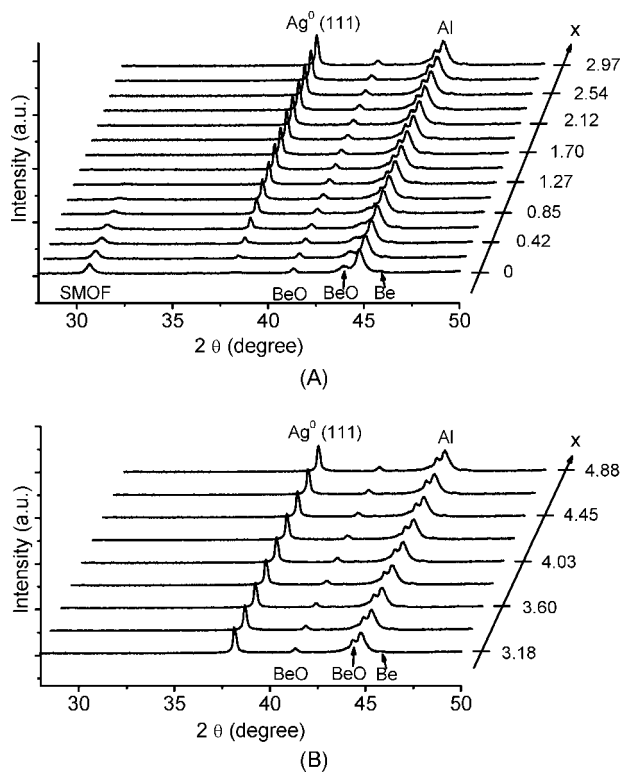 Ag⁰ (111)
Al
x
2.97
2.54
2.12
1.70
1.27
0.85
0.42
0
Intensity (a.u.)
SMOF
BeO
BeO
Be
30
35
40
45
50
2 θ (degree)
(A)
Ag⁰ (111)
Al
x
4.88
4.45
4.03
3.60
3.18
Intensity (a.u.)
BeO
BeO
Be
30
35
40
45
50
2 θ (degree)
(B)